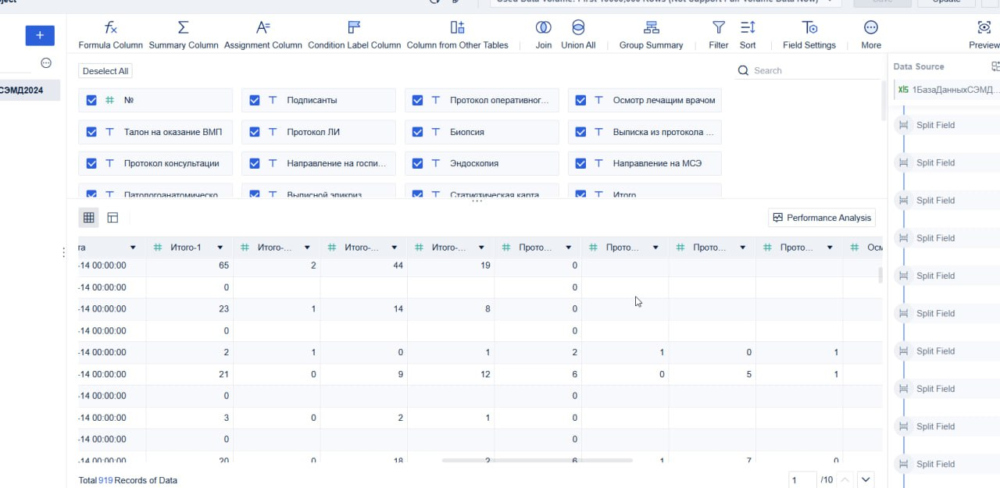 Used Data Volume: First 10000,000 Rows (Not Support Full Volume Data Now)
Save
Update
+
СЭМД2024
Formula Column
Summary Column
Assignment Column
Condition Label Column
Column from Other Tables
Join
Union All
Group Summary
Filter
Sort
Field Settings
More
Preview
Deselect All
Search
№
Подписанты
Протокол оперативног...
Осмотр лечащим врачом
Талон на оказание ВМП
Протокол ЛИ
Биопсия
Выписка из протокола ...
Протокол консультации
Направление на госпи...
Эндоскопия
Направление на МСЭ
Патологоанатомическо
Выписной эпикриз
Статистическая карта
Итого
Performance Analysis
та Итого-1 Итого-... Итого-... Итого-... Прото... Прото... Прото... Прото... Осм
-14 00:00:00 65 2 44 19 0
-14 00:00:00 0 0
-14 00:00:00 23 1 14 8 0
-14 00:00:00 0 0
-14 00:00:00 2 1 0 1 2 1 0 1
-14 00:00:00 21 0 9 12 6 0 5 1
-14 00:00:00 0 0
-14 00:00:00 3 0 2 1 0
-14 00:00:00 0 0
-14 00:00:00 20 0 18 2 6 1 7 0
Total 919 Records of Data
1 /10
Data Source
XlS 1БазаДанныхСЭМД...
Split Field
Split Field
Split Field
Split Field
Split Field
Split Field
Split Field
Split Field
Split Field
Split Field